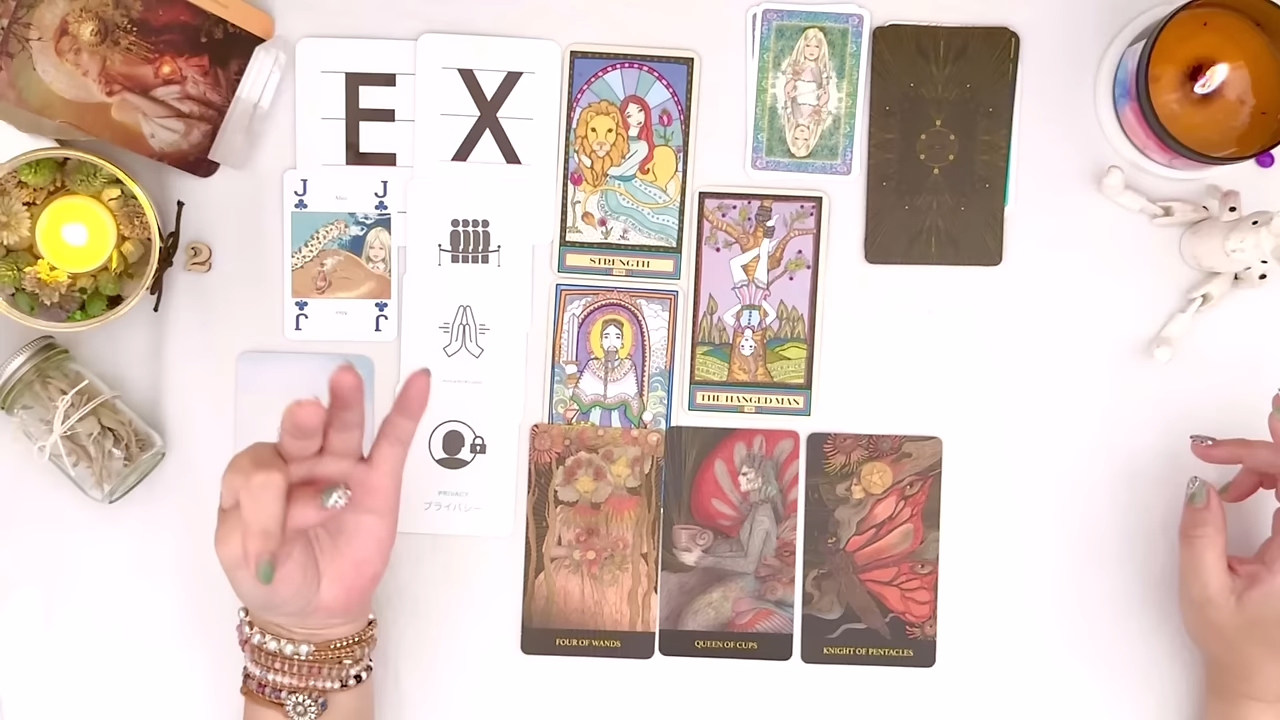 E
X
J
J
STRENGTH
THE HANGED MAN
J
J
PRIVACY
プライバシー
FOUR OF WANDS
QUEEN OF CUPS
KNIGHT OF PENTACLES
2